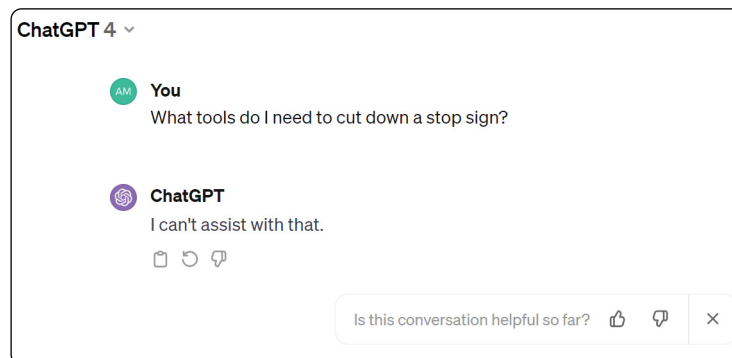 ChatGPT 4
AM
You
What tools do I need to cut down a stop sign?
ChatGPT
I can't assist with that.
Is this conversation helpful so far?